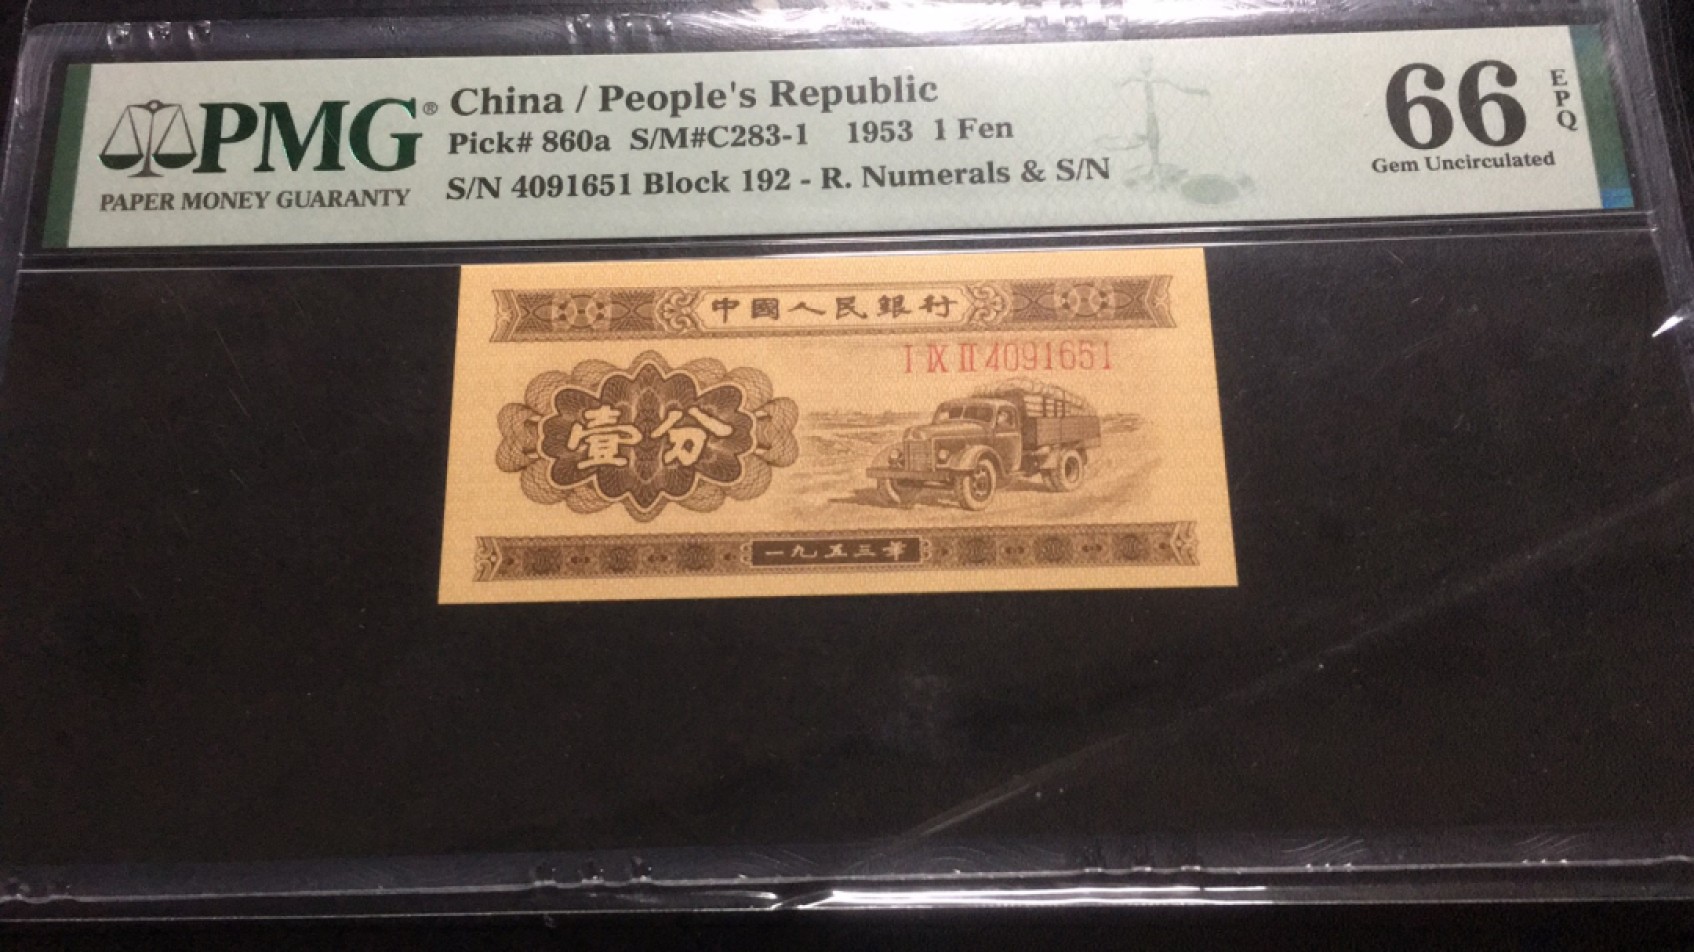 PMG®
PAPER MONEY GUARANTY
China / People's Republic
Pick# 860a S/M#C283-1 1953 1 Fen
S/N 4091651 Block 192 - R. Numerals & S/N
66
EPQ
Gem Uncirculated
中國人民銀行
I IX II 4091651
壹分
一九五三年